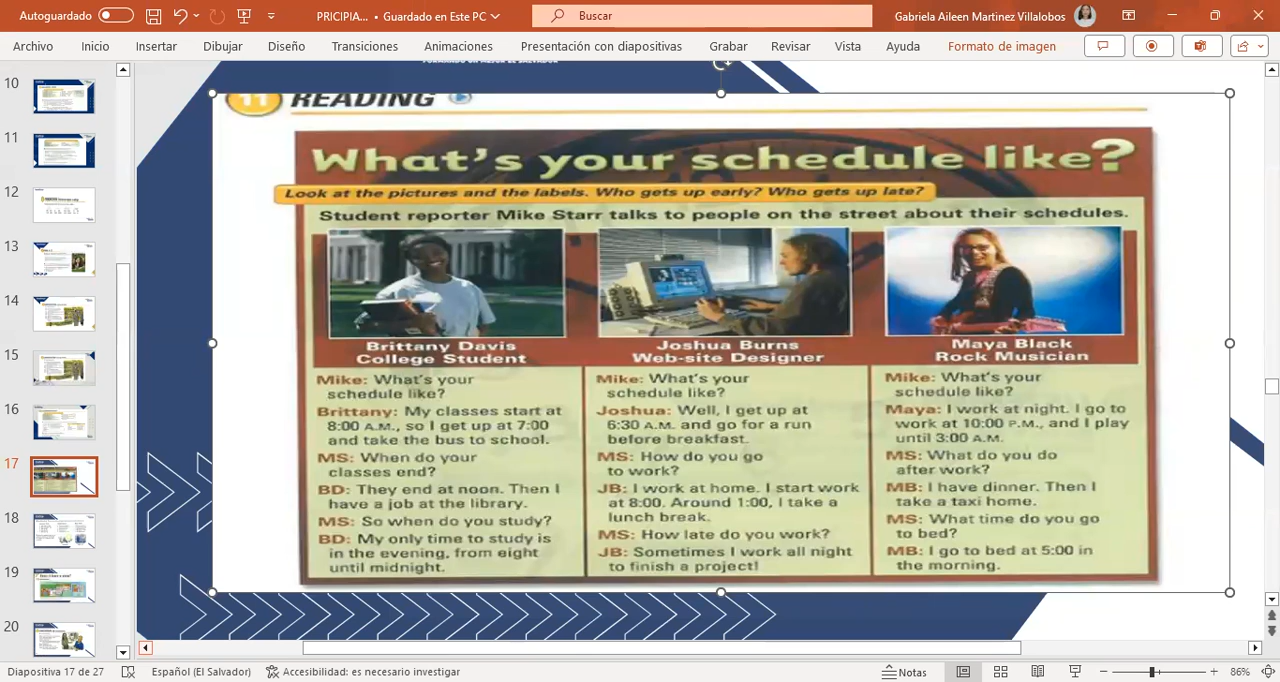 Autoguardado
PRICIPIA... • Guardado en Este PC
Buscar
Gabriela Aileen Martinez Villalobos
Archivo Inicio Insertar Dibujar Diseño Transiciones Animaciones Presentación con diapositivas Grabar Revisar Vista Ayuda Formato de imagen
10
11
12
13
14
15
16
17
18
19
20
11 READING
What's your schedule like?
Look at the pictures and the labels. Who gets up early? Who gets up late?
Student reporter Mike Starr talks to people on the street about their schedules.
Brittany Davis
College Student
Mike: What's your
schedule like?
Brittany: My classes start at
8:00 A.M., so I get up at 7:00
and take the bus to school.
MS: When do your
classes end?
BD: They end at noon. Then I
have a job at the library.
MS: So when do you study?
BD: My only time to study is
in the evening, from eight
until midnight.
Joshua Burns
Web-site Designer
Mike: What's your
schedule like?
Joshua: Well, I get up at
6:30 A.M. and go for a run
before breakfast.
MS: How do you go
to work?
JB: I work at home. I start work
at 8:00. Around 1:00, I take a
lunch break.
MS: How late do you work?
JB: Sometimes I work all night
to finish a project!
Maya Black
Rock Musician
Mike: What's your
schedule like?
Maya: I work at night. I go to
work at 10:00 P.M., and I play
until 3:00 A.M.
MS: What do you do
after work?
MB: I have dinner. Then I
take a taxi home.
MS: What time do you go
to bed?
MB: I go to bed at 5:00 in
the morning.
Diapositiva 17 de 27
Español (El Salvador)
Accesibilidad: es necesario investigar
Notas
86%